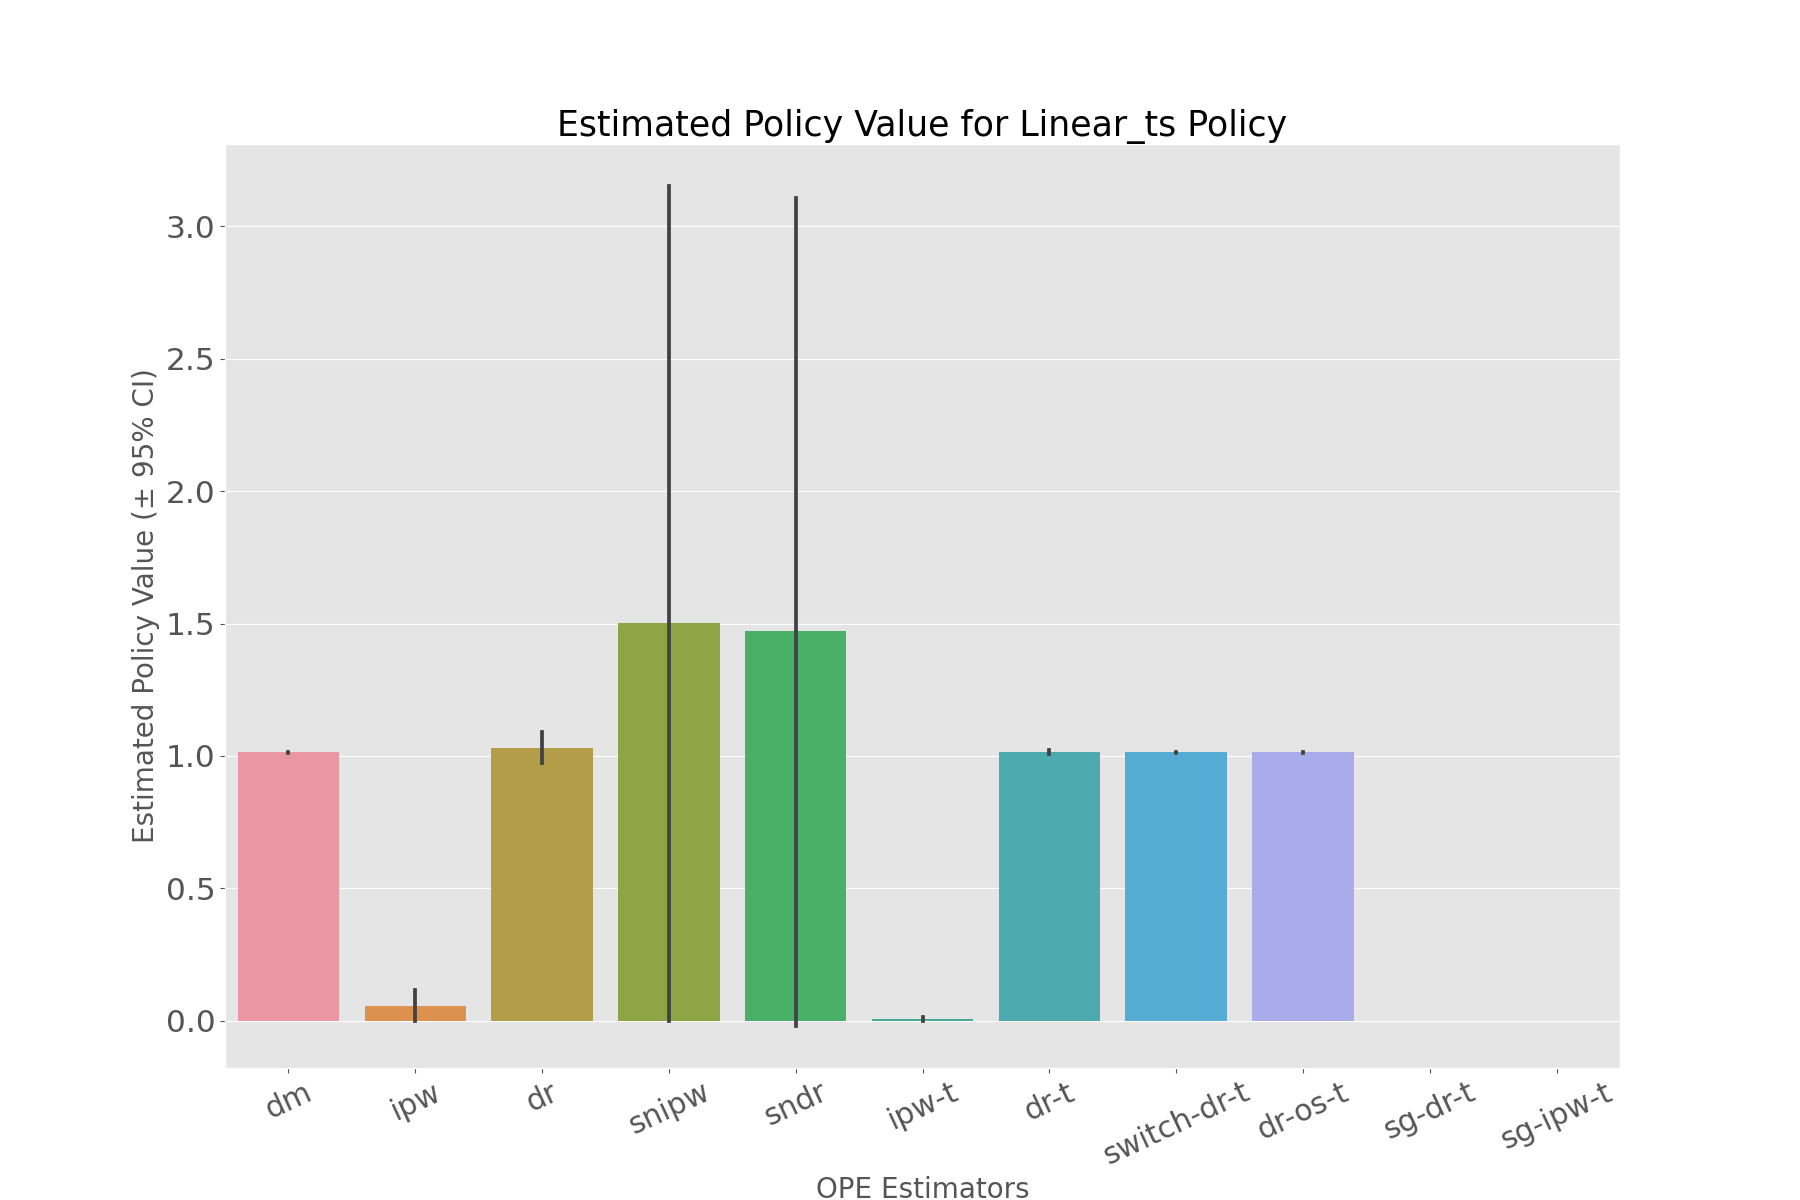 Estimated Policy Value for Linear_ts Policy
Estimated Policy Value (± 95% CI)
3.0
2.5
2.0
1.5
1.0
0.5
0.0
dm
ipw
dr
snipw
sndr
ipw-t
dr-t
switch-dr-t
dr-os-t
sg-dr-t
sg-ipw-t
OPE Estimators